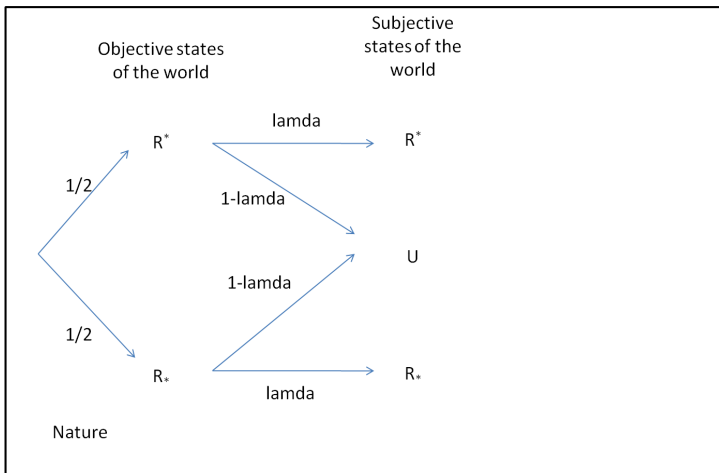 Objective states
of the world
Subjective
states of the
world
R*
lamda
R*
1/2
1-lamda
U
1-lamda
1/2
R*
lamda
R*
Nature